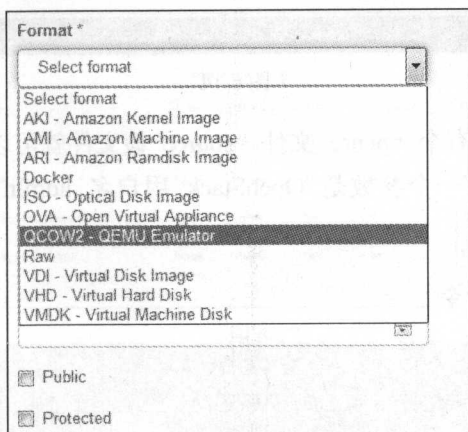 Format *
Select format
Select format
AKI - Amazon Kernel Image
AMI - Amazon Machine Image
ARI - Amazon Ramdisk Image
Docker
ISO - Optical Disk Image
OVA - Open Virtual Appliance
QCOW2 - QEMU Emulator
Raw
VDI - Virtual Disk Image
VHD - Virtual Hard Disk
VMDK - Virtual Machine Disk
Public
Protected